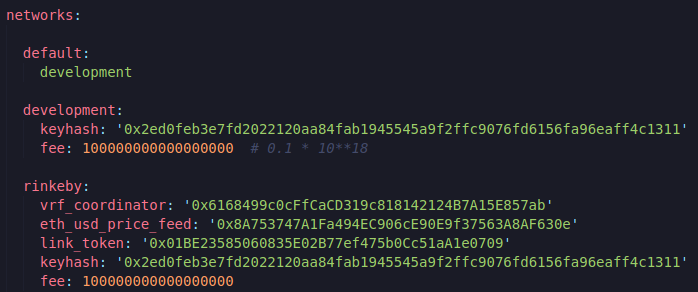 networks:
default:
development
development:
keyhash: '0x2ed0feb3e7fd2022120aa84fab1945545a9f2ffc9076fd6156fa96eaff4c1311'
fee: 100000000000000000 # 0.1 * 10**18
rinkeby:
vrf_coordinator: '0x6168499c0cFfCaCD319c818142124B7A15E857ab'
eth_usd_price_feed: '0x8A753747A1Fa494EC906cE90E9f37563A8AF630e'
link_token: '0x01BE23585060835E02B77ef475b0Cc51aA1e0709'
keyhash: '0x2ed0feb3e7fd2022120aa84fab1945545a9f2ffc9076fd6156fa96eaff4c1311'
fee: 100000000000000000